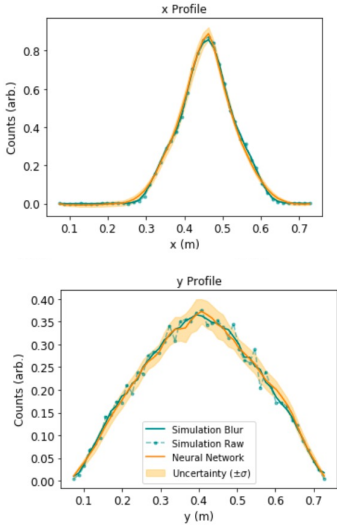 x Profile
Counts (arb.)
0.8
0.6
0.4
0.2
0.0
0.1 0.2 0.3 0.4 0.5 0.6 0.7
x (m)
y Profile
Counts (arb.)
0.40
0.35
0.30
0.25
0.20
0.15
0.10
0.05
0.00
Simulation Blur
Simulation Raw
Neural Network
Uncertainty (±σ)
0.1 0.2 0.3 0.4 0.5 0.6 0.7
y (m)